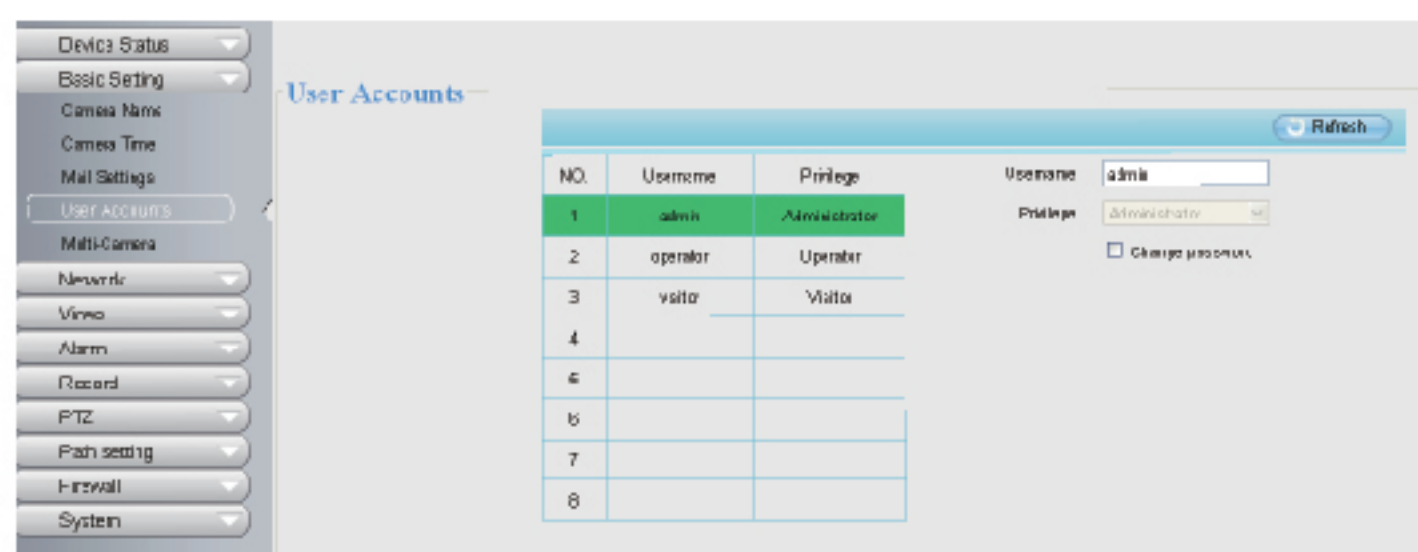 Device Status
Basic Setting
Camera Name
Camera Time
Mail Settings
User Accounts
Multi-Camera
Network
Video
Alarm
Record
PTZ
Path setting
Firewall
System
User Accounts
Refresh
NO. Username Privilege
1 admin Administrator
2 operator Operator
3 visitor Visitor
4
5
6
7
8
Username admin
Privilege Administrator
Change password